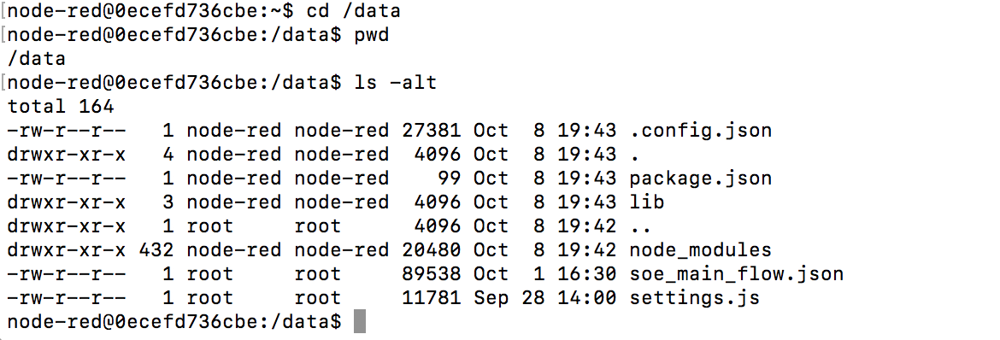 [node-red@0ecefd736cbe:~$ cd /data
[node-red@0ecefd736cbe:/data$ pwd
/data
[node-red@0ecefd736cbe:/data$ ls -alt
total 164
-rw-r--r--   1 node-red node-red 27381 Oct  8 19:43 .config.json
drwxr-xr-x   4 node-red node-red  4096 Oct  8 19:43 .
-rw-r--r--   1 node-red node-red    99 Oct  8 19:43 package.json
drwxr-xr-x   3 node-red node-red  4096 Oct  8 19:43 lib
drwxr-xr-x   1 root     root      4096 Oct  8 19:42 ..
drwxr-xr-x 432 node-red node-red 20480 Oct  8 19:42 node_modules
-rw-r--r--   1 root     root     89538 Oct  1 16:30 soe_main_flow.json
-rw-r--r--   1 root     root     11781 Sep 28 14:00 settings.js
node-red@0ecefd736cbe:/data$